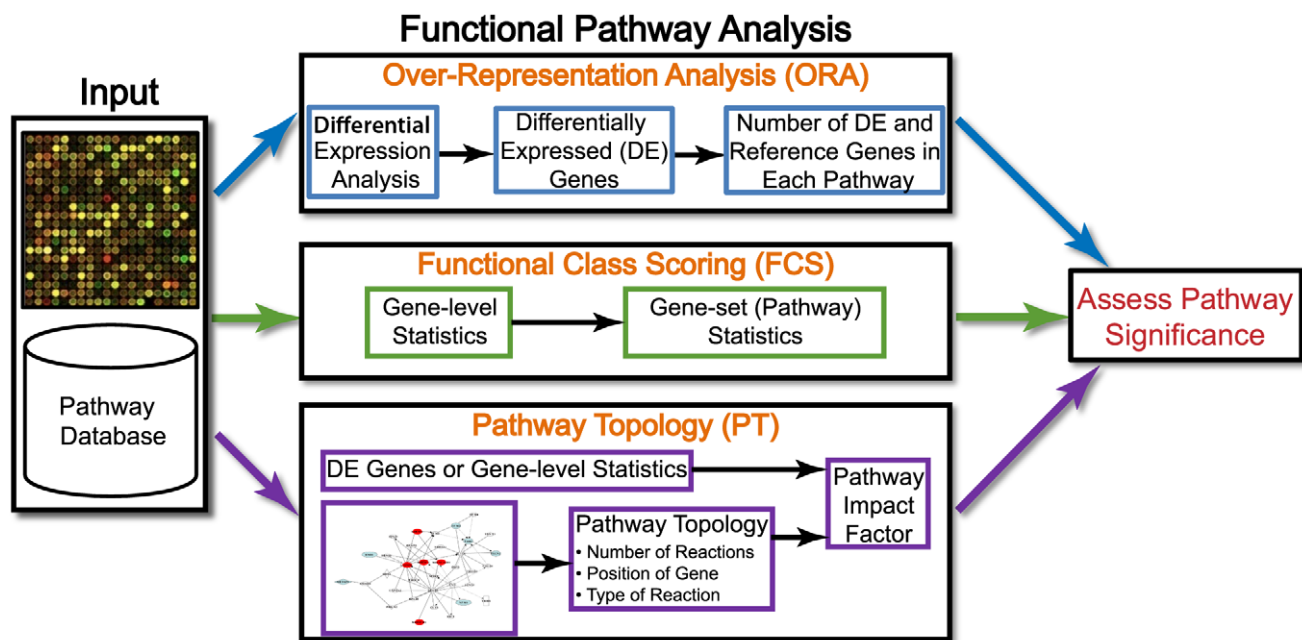 Functional Pathway Analysis
Input
Pathway
Database
Over-Representation Analysis (ORA)
Differential
Expression
Analysis
Differentially
Expressed (DE)
Genes
Number of DE and
Reference Genes in
Each Pathway
Functional Class Scoring (FCS)
Gene-level
Statistics
Gene-set (Pathway)
Statistics
Pathway Topology (PT)
DE Genes or Gene-level Statistics
Pathway Topology
• Number of Reactions
• Position of Gene
• Type of Reaction
Pathway
Impact
Factor
Assess Pathway
Significance